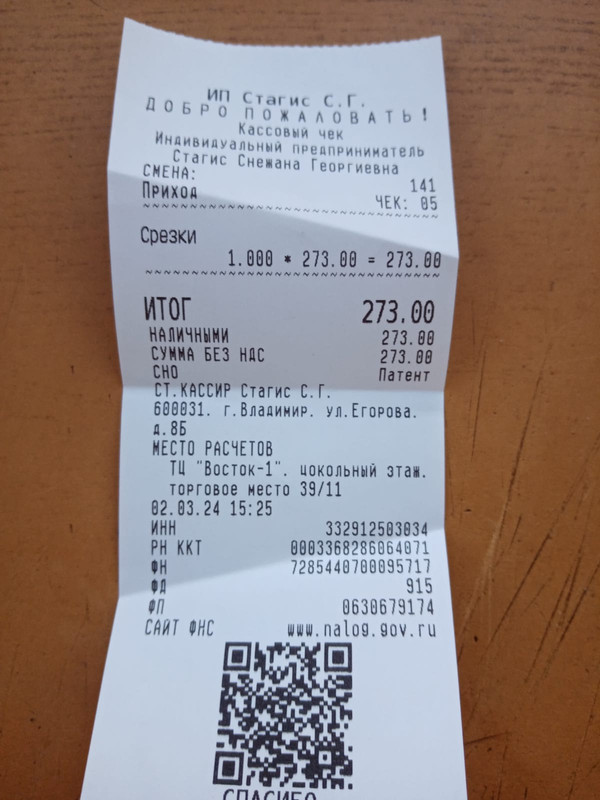 ИП Стагис С.Г.
ДОБРО ПОЖАЛОВАТЬ!
Кассовый чек
Индивидуальный предприниматель
Стагис Снежана Георгиевна
СМЕНА: 141
Приход ЧЕК: 05
~~~~~~~~~~~~~~~~~~~~~~~~~~~~~~~~
Срезки
1.000 * 273.00 = 273.00
~~~~~~~~~~~~~~~~~~~~~~~~~~~~~~~~
ИТОГ 273.00
НАЛИЧНЫМИ 273.00
СУММА БЕЗ НДС 273.00
СНО Патент
СТ.КАССИР Стагис С.Г.
600031. г.Владимир. ул.Егорова.
д.8Б
МЕСТО РАСЧЕТОВ
ТЦ "Восток-1". цокольный этаж.
торговое место 39/11
02.03.24 15:25
ИНН 332912503034
РН ККТ 0003368286064071
ФН 7285440700095717
ФД 915
ФП 0630679174
САЙТ ФНС www.nalog.gov.ru
СПАСИБО